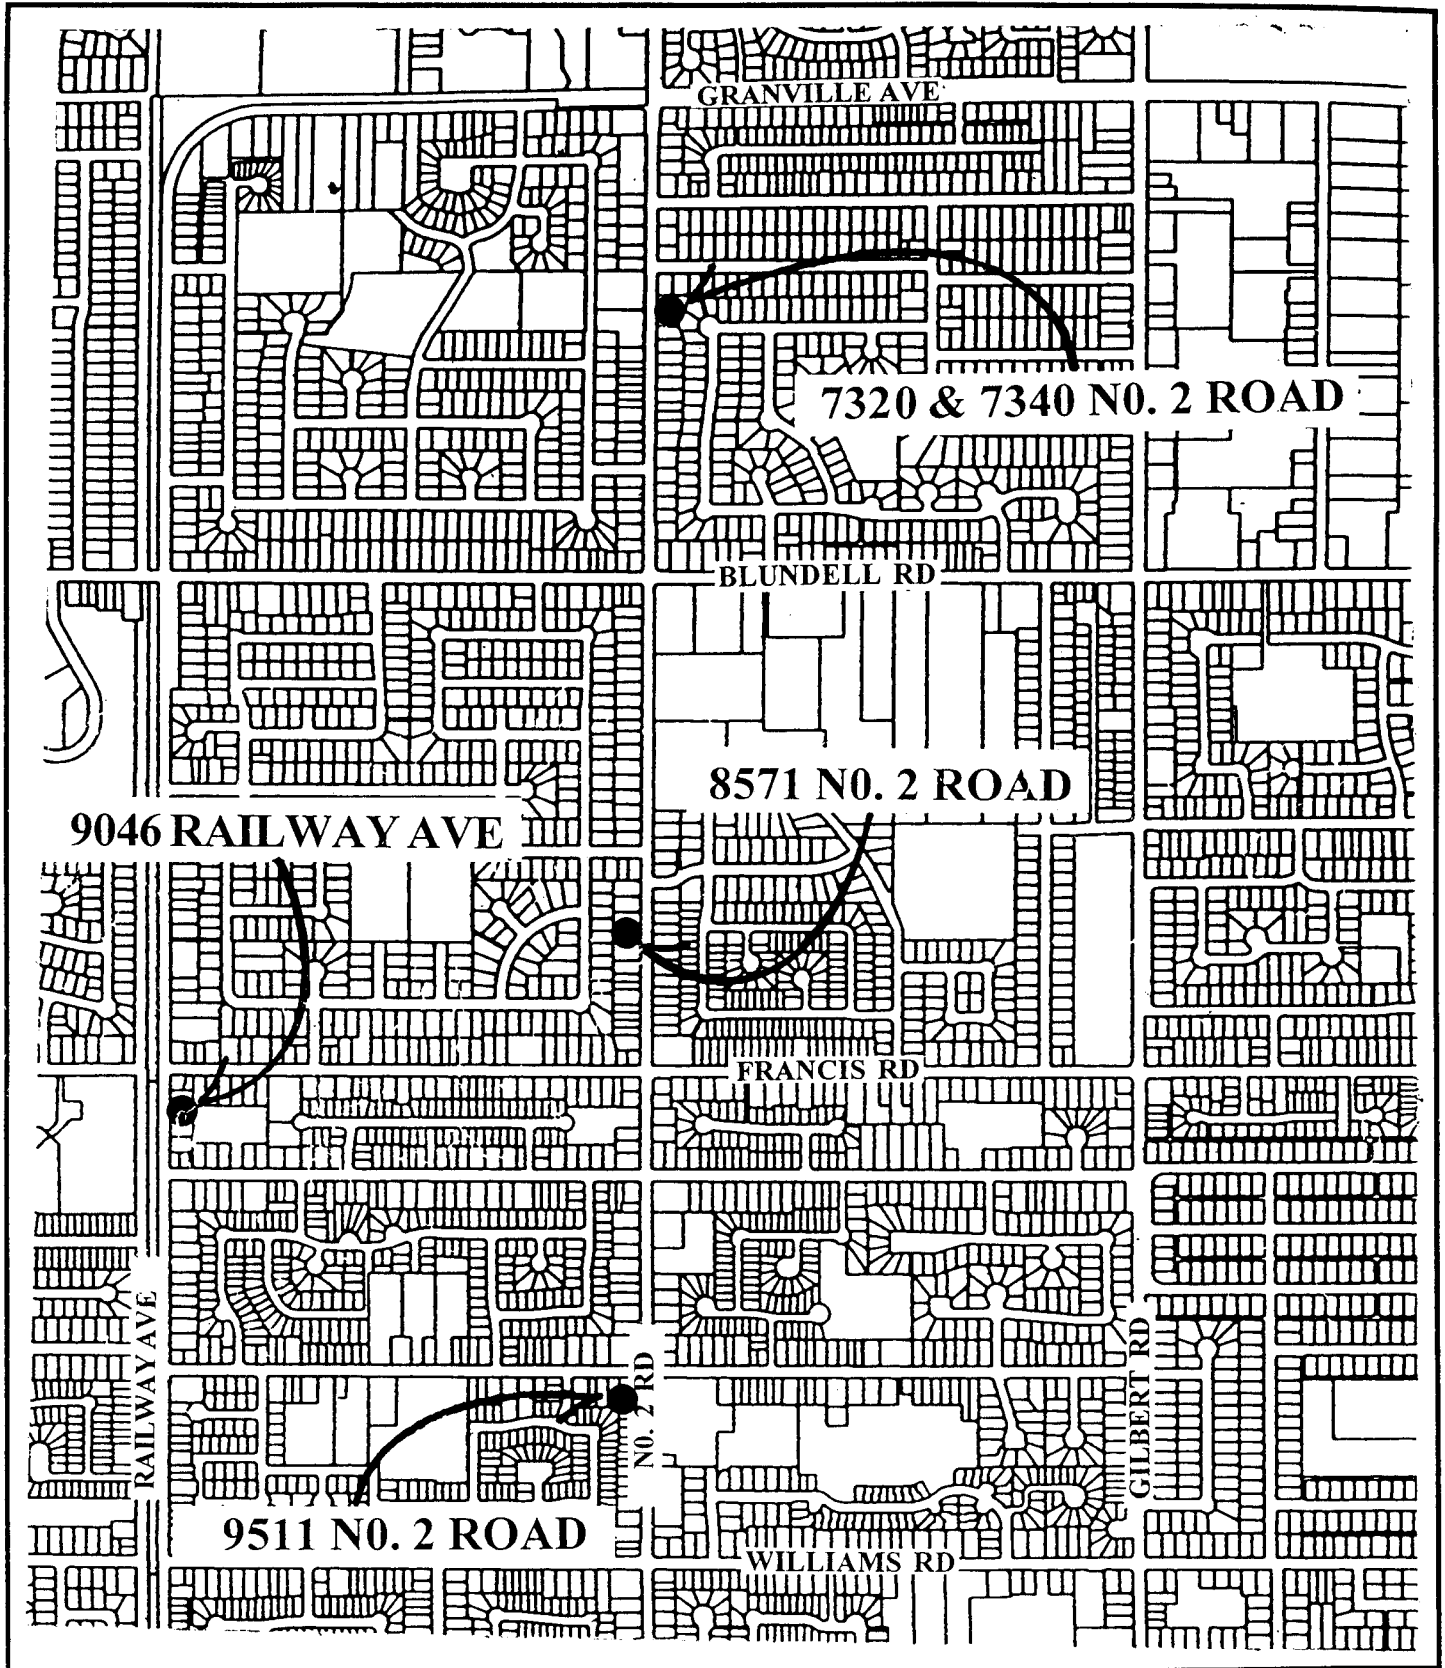 GRANVILLE AVE
7320 & 7340 N0. 2 ROAD
BLUNDELL RD
8571 N0. 2 ROAD
9046 RAILWAY AVE
FRANCIS RD
RAILWAY AVE
N0. 2 RD
GILBERT RD
9511 N0. 2 ROAD
WILLIAMS RD